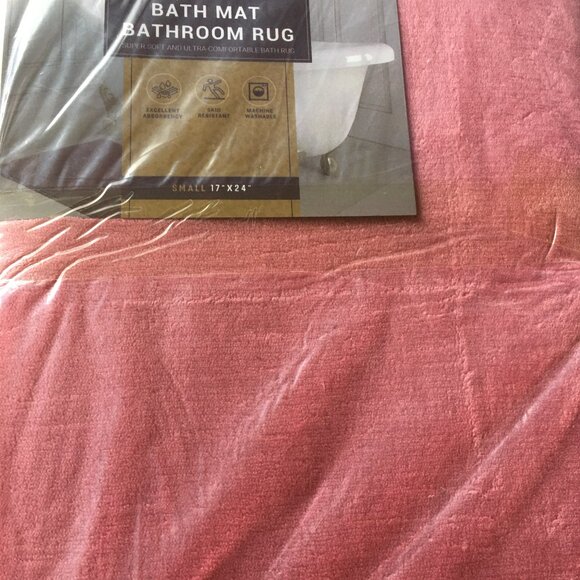 BATH MAT
BATHROOM RUG
SUPER SOFT AND ULTRA COMFORTABLE BATH RUG
EXCELLENT ABSORBENCY
SKID RESISTANT
MACHINE WASHABLE
SMALL 17"X24"